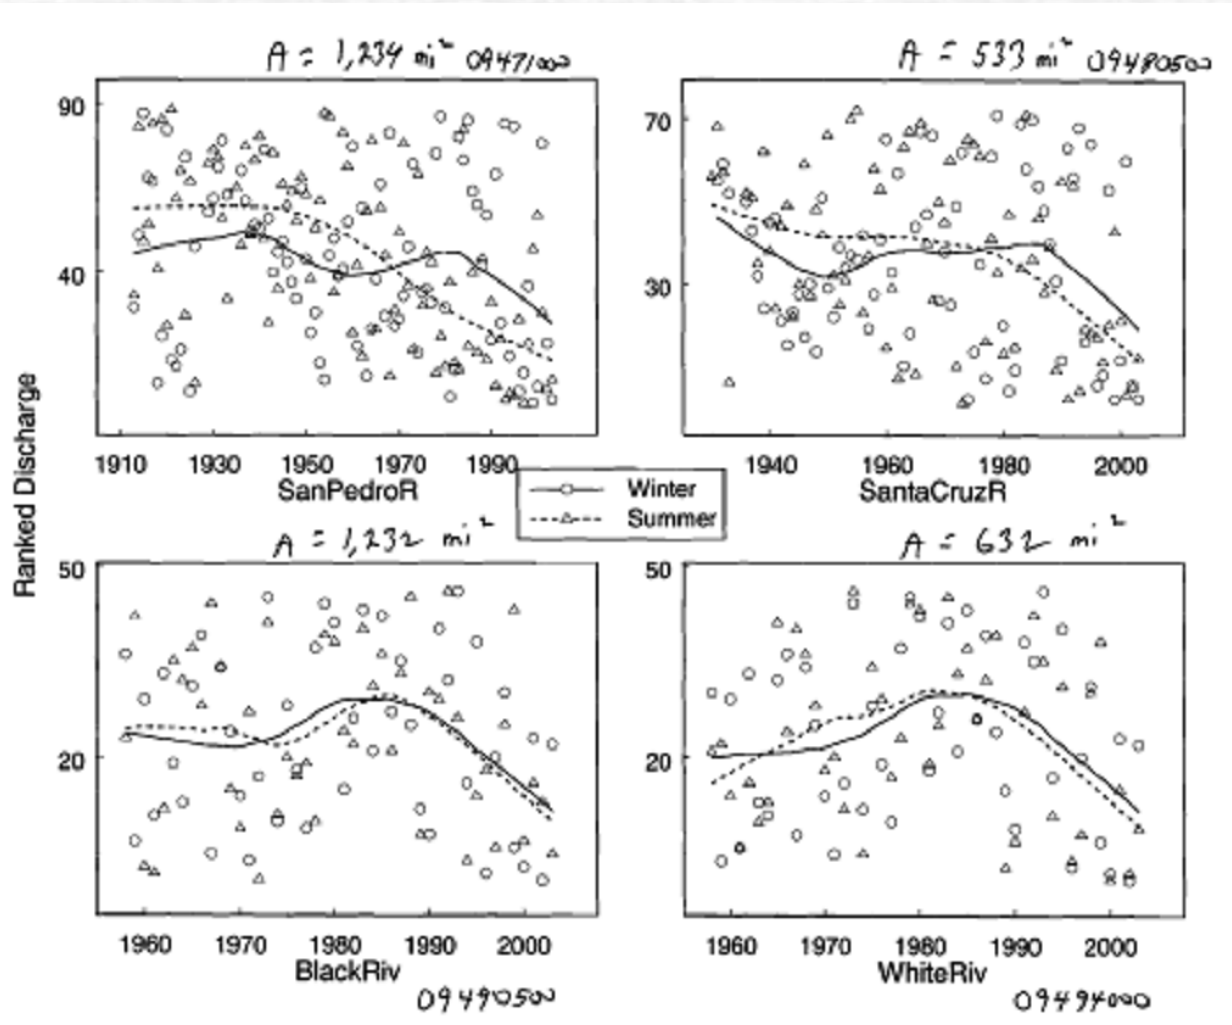 A = 1,234 mi² 09471000
A = 533 mi² 09480500
Ranked Discharge
90
40
1910 1930 1950 1970 1990
SanPedroR
70
30
1940 1960 1980 2000
SantaCruzR
Winter
Summer
A = 1,232 mi²
A = 632 mi²
50
20
1960 1970 1980 1990 2000
BlackRiv
09490500
50
20
1960 1970 1980 1990 2000
WhiteRiv
09494000